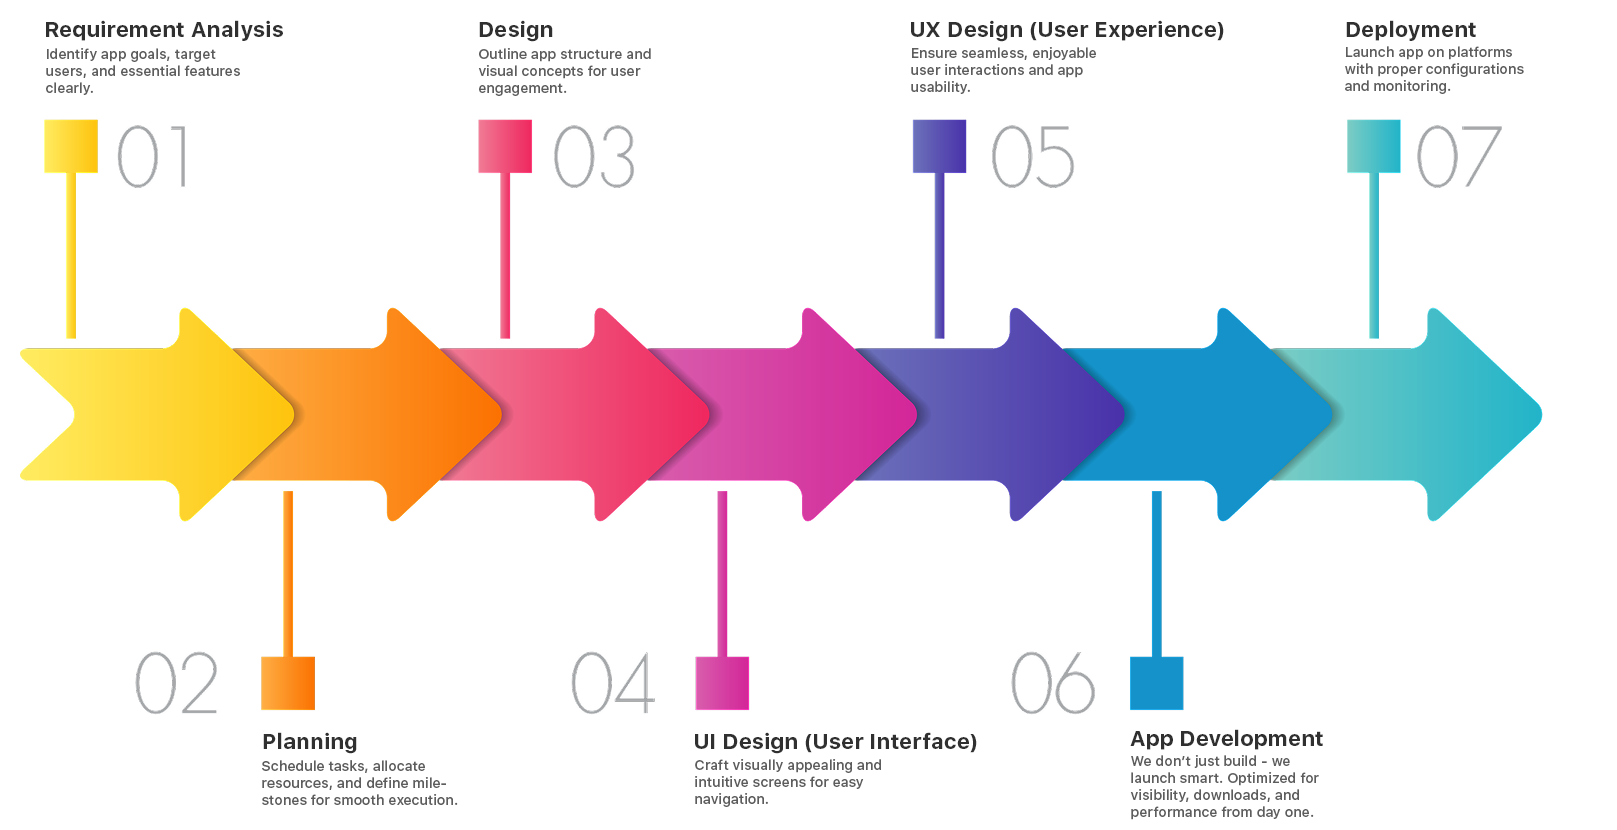 Requirement Analysis
Identify app goals, target
users, and essential features
clearly.
01
Design
Outline app structure and
visual concepts for user
engagement.
03
UX Design (User Experience)
Ensure seamless, enjoyable
user interactions and app
usability.
05
Deployment
Launch app on platforms
with proper configurations
and monitoring.
07
02
Planning
Schedule tasks, allocate
resources, and define mile-
stones for smooth execution.
04
UI Design (User Interface)
Craft visually appealing and
intuitive screens for easy
navigation.
06
App Development
We don’t just build - we
launch smart. Optimized for
visibility, downloads, and
performance from day one.